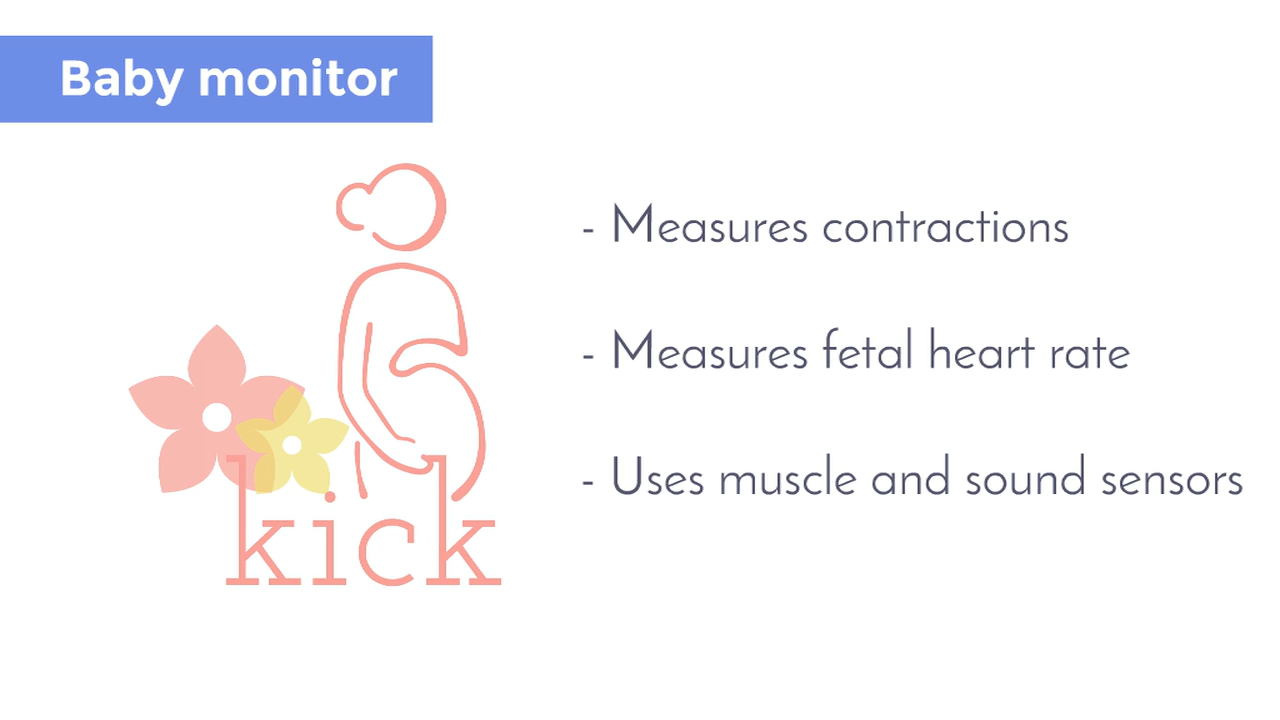 Baby monitor
- Measures contractions
- Measures fetal heart rate
- Uses muscle and sound sensors
kick